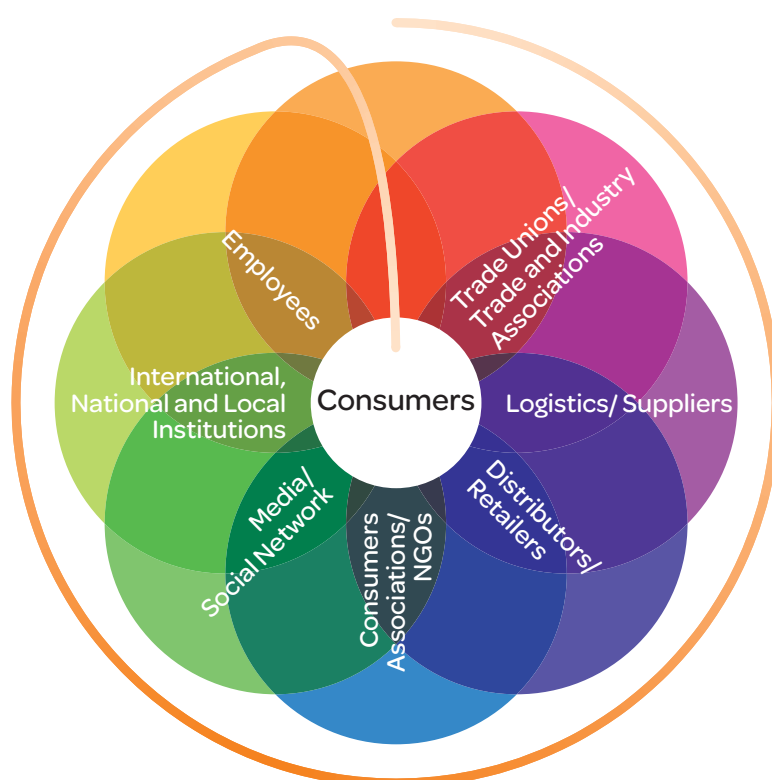 Trade Unions/
Trade and Industry
Associations
Employees
International,
National and Local
Institutions
Consumers
Logistics/ Suppliers
Distributors/
Retailers
Media/
Social Network
Consumers
Associations/
NGOs